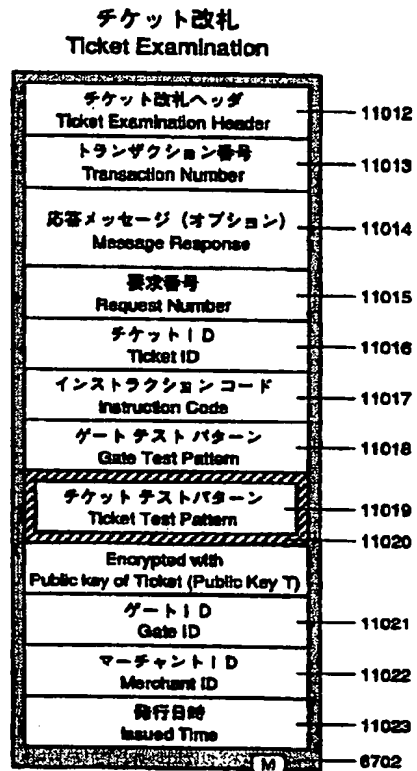 チケット改札
Ticket Examination
チケット改札ヘッダ
Ticket Examination Header
11012
トランザクション番号
Transaction Number
11013
応答メッセージ (オプション)
Message Response
11014
要求番号
Request Number
11015
チケットID
Ticket ID
11016
インストラクション コード
Instruction Code
11017
ゲート テスト パターン
Gate Test Pattern
11018
チケット テストパターン
Ticket Test Pattern
11019
11020
Encrypted with
Public key of Ticket (Public Key T)
ゲートID
Gate ID
11021
マーチャントID
Merchant ID
11022
発行日時
Issued Time
11023
M
6702